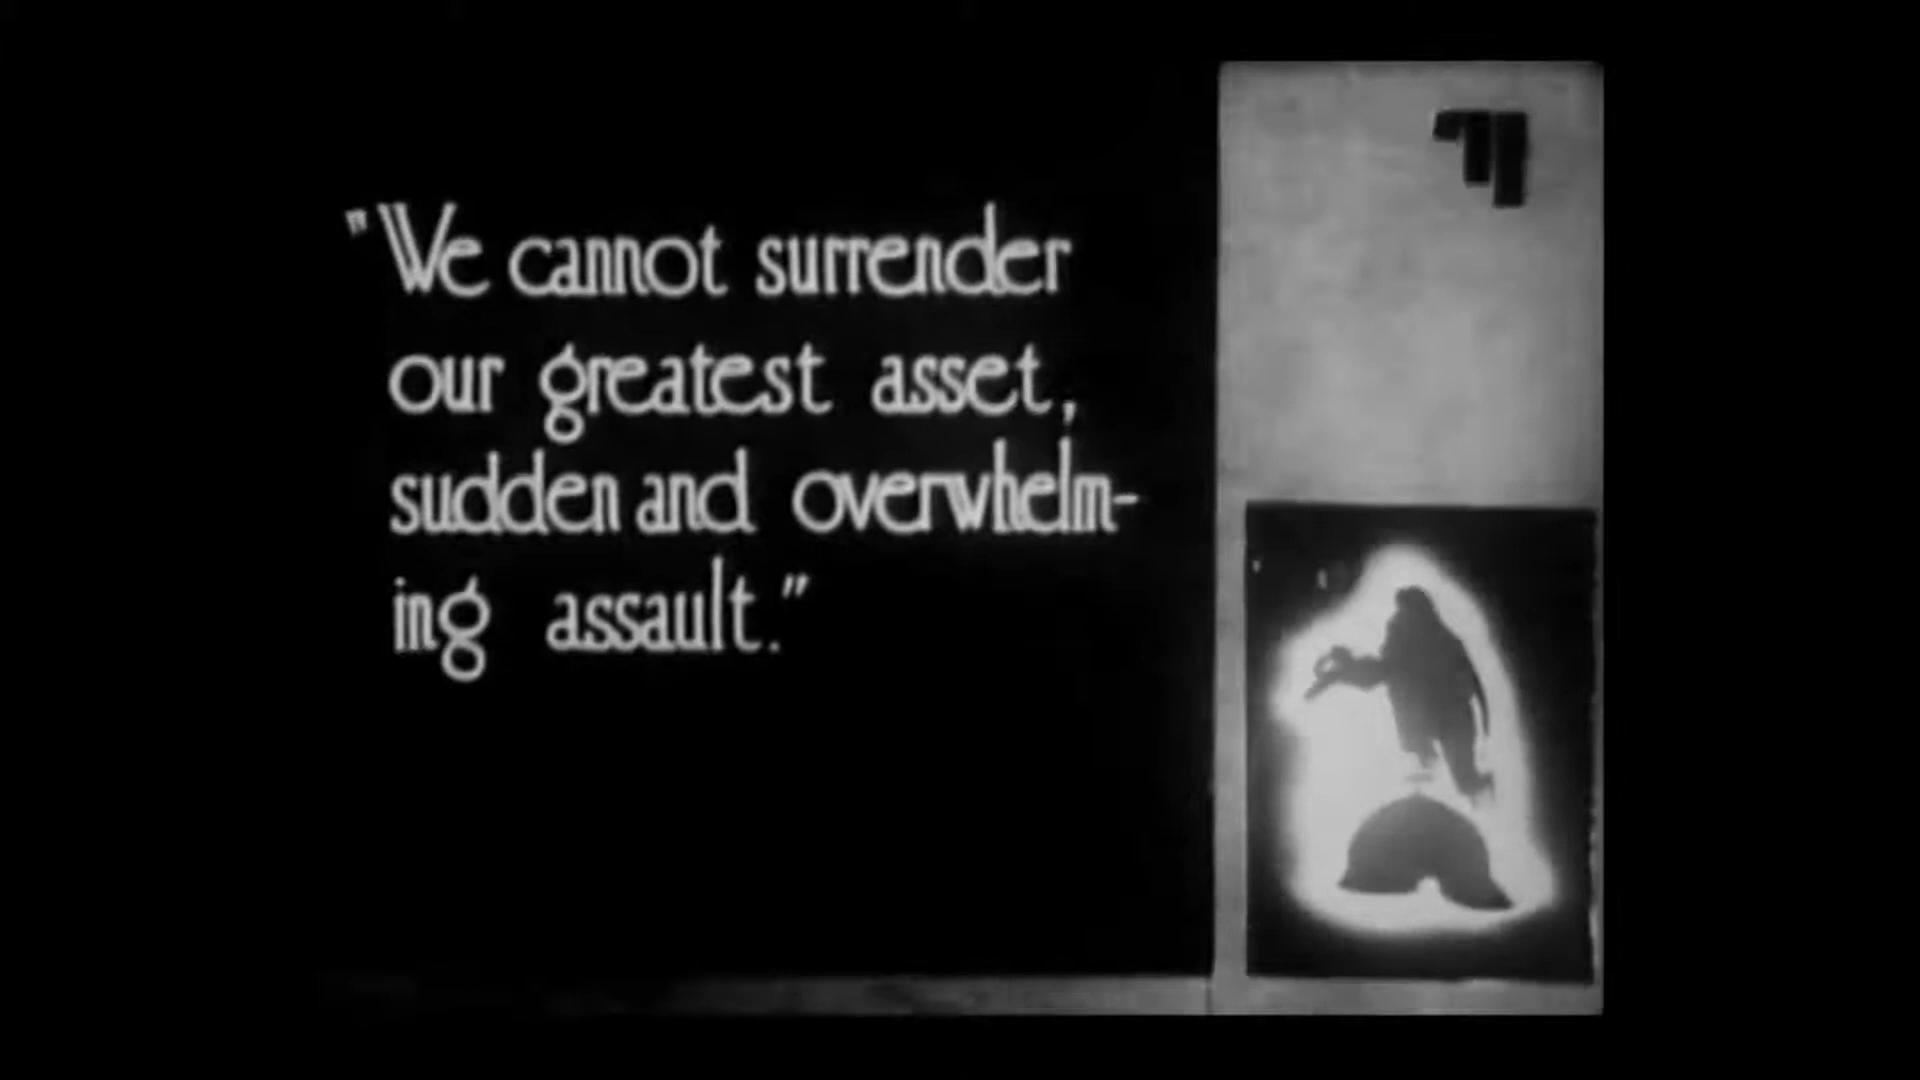 "We cannot surrender
our greatest asset,
sudden and overwhelm-
ing assault."